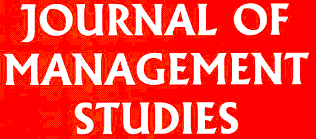 JOURNAL OF
MANAGEMENT
STUDIES